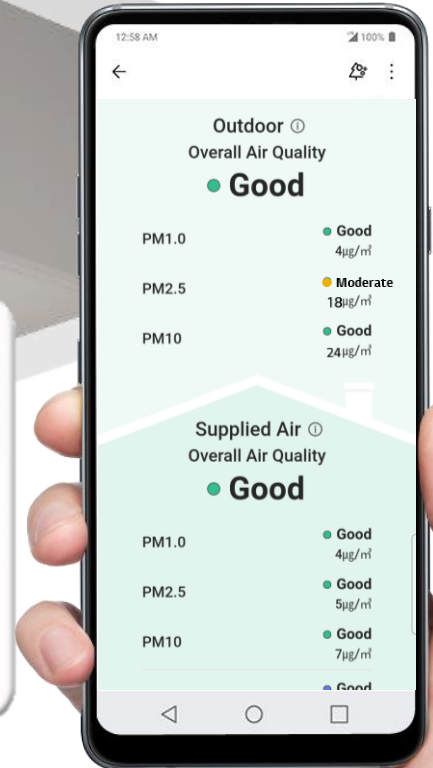 12:58 AM 100%
Outdoor ⓘ
Overall Air Quality
Good
PM1.0 Good
4㎍/㎥
PM2.5 Moderate
18㎍/㎥
PM10 Good
24㎍/㎥
Supplied Air ⓘ
Overall Air Quality
Good
PM1.0 Good
4㎍/㎥
PM2.5 Good
5㎍/㎥
PM10 Good
7㎍/㎥
Good